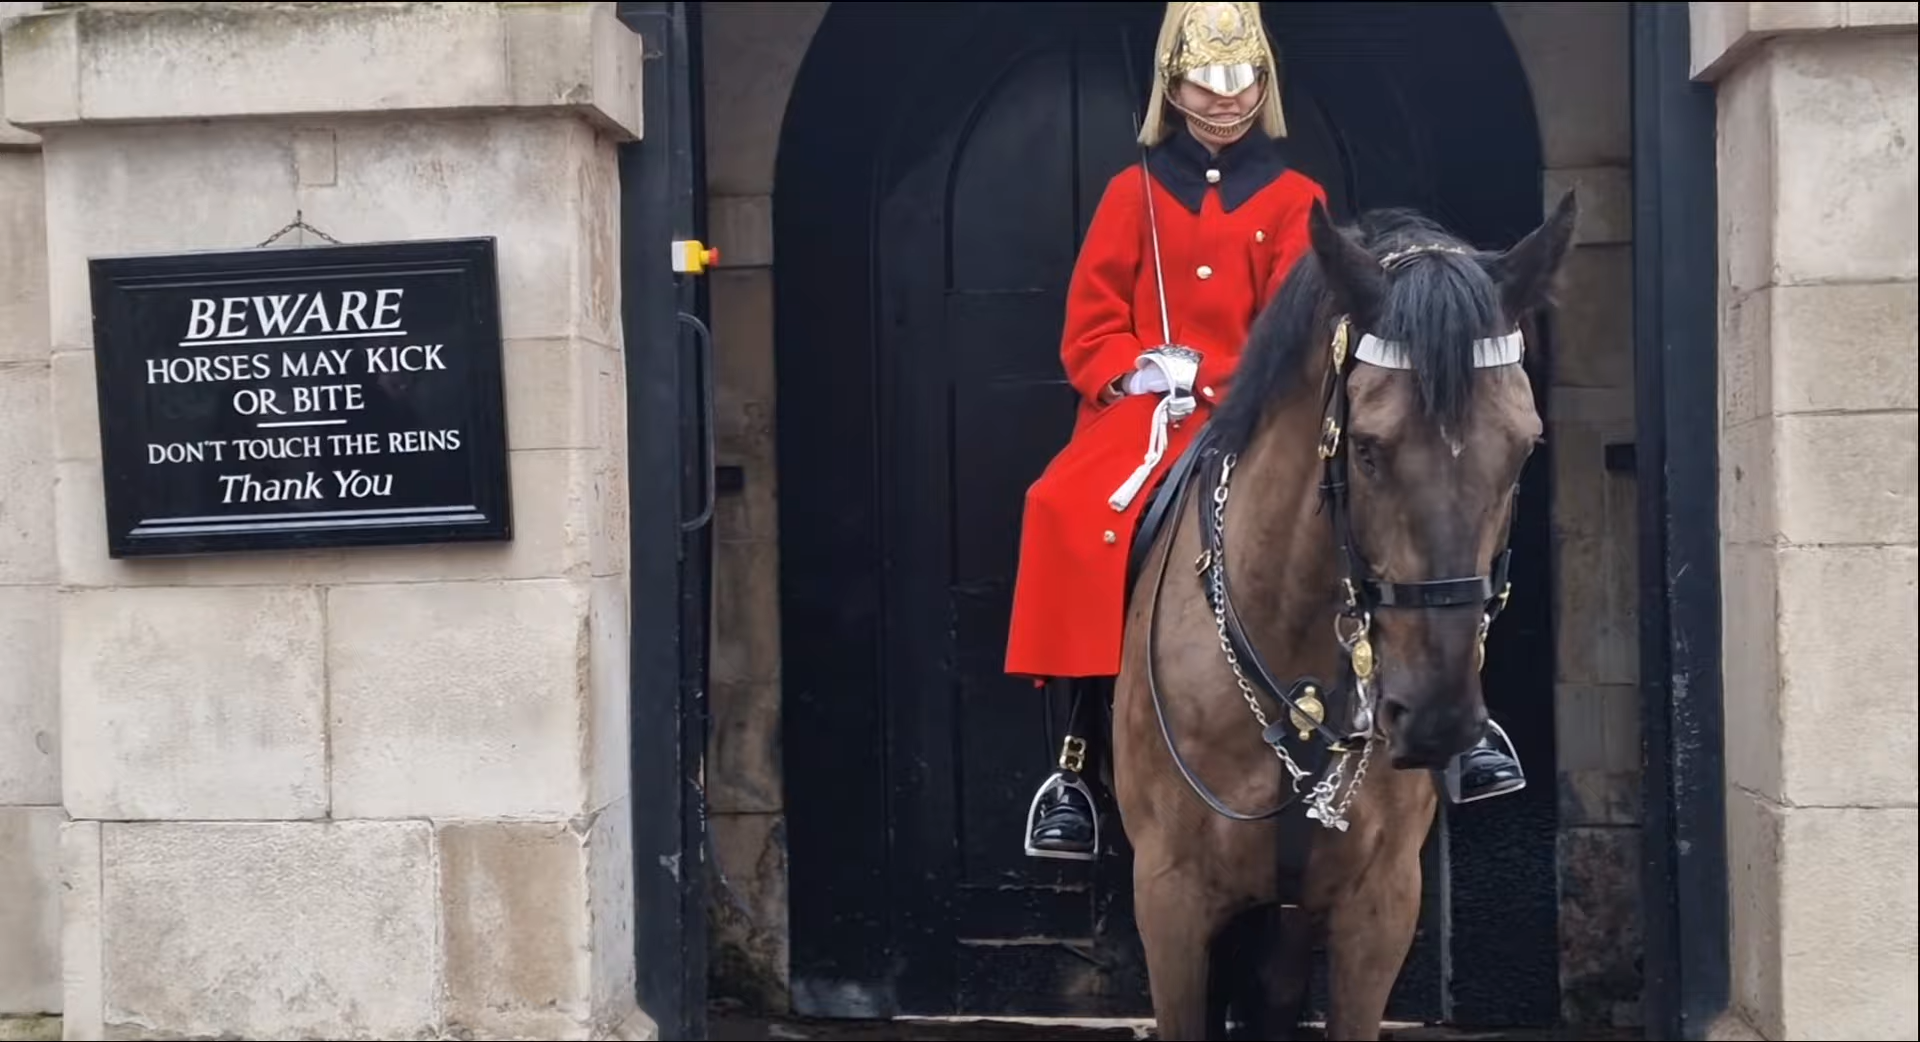 BEWARE
HORSES MAY KICK
OR BITE
DON'T TOUCH THE REINS
Thank You